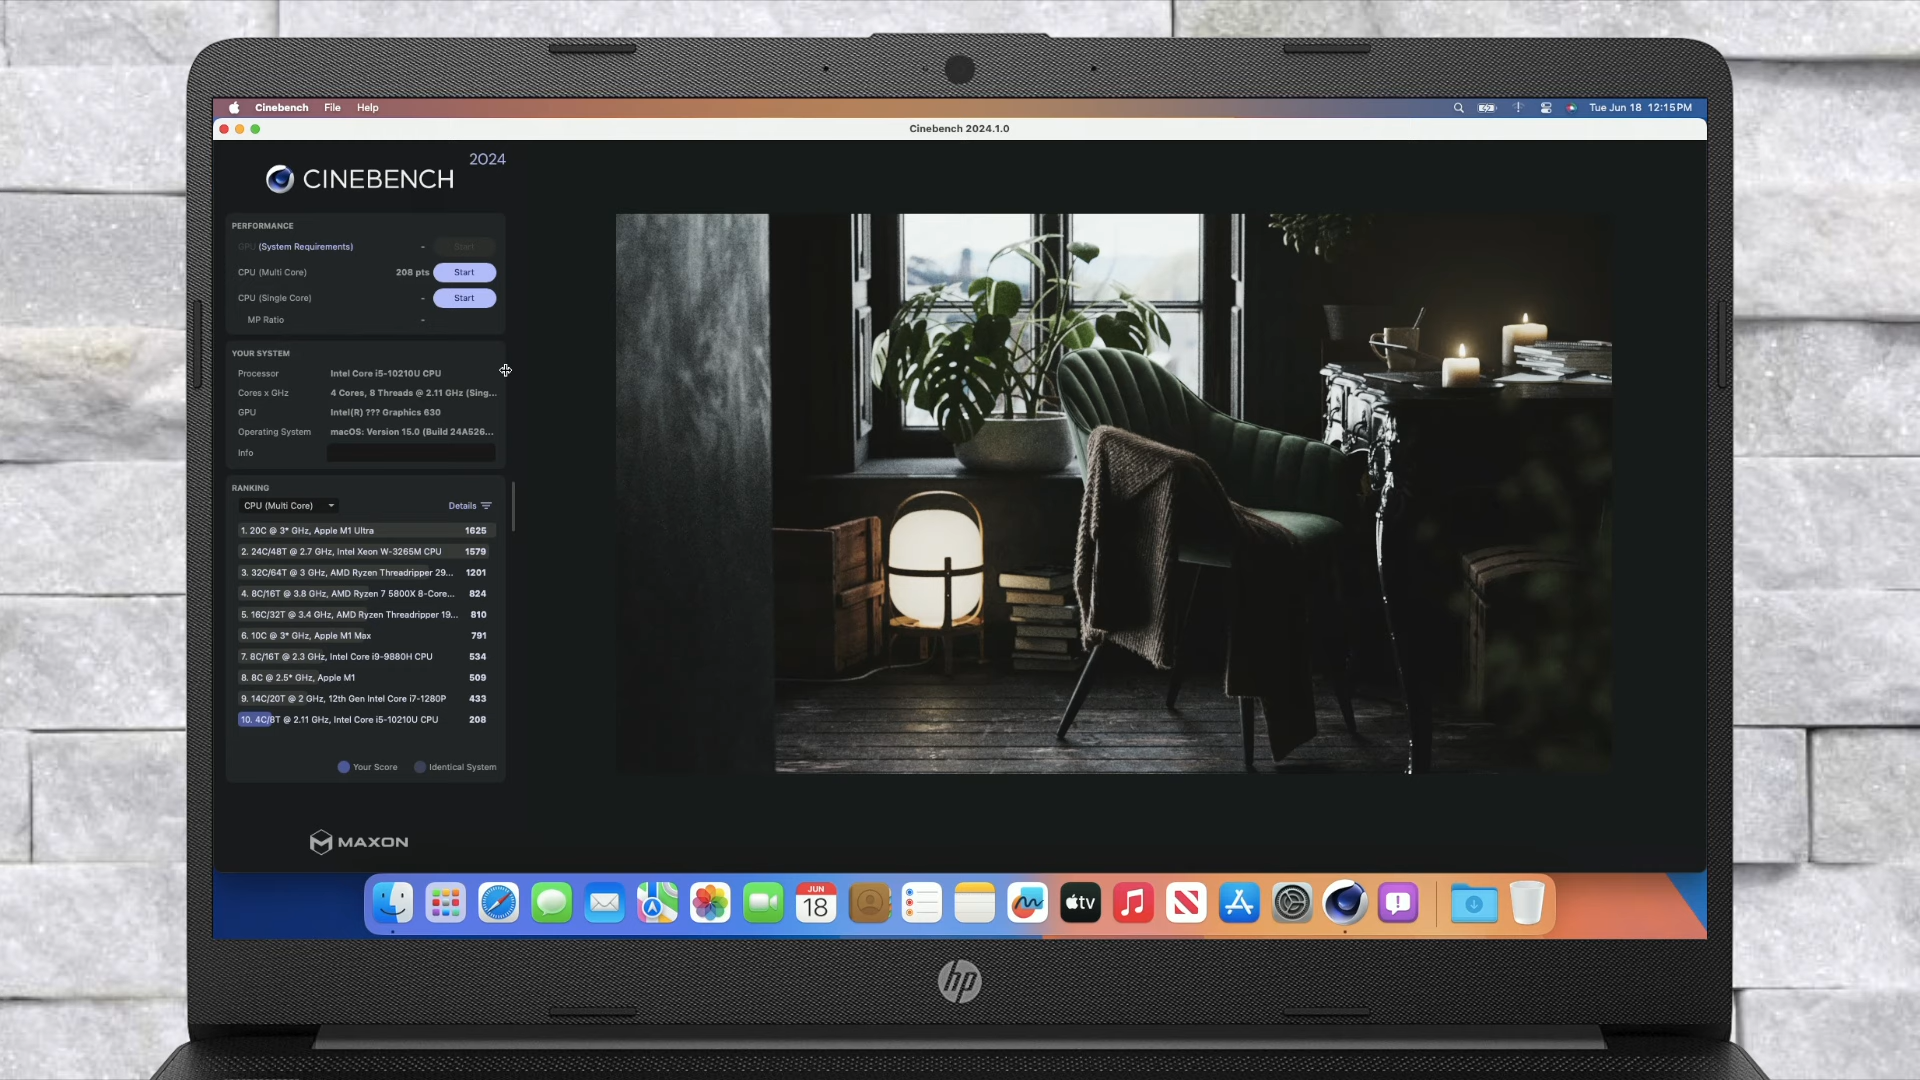 Cinebench File Help
Tue Jun 18 12:15PM
Cinebench 2024.1.0
2024
CINEBENCH
PERFORMANCE
GPU (System Requirements) - Start
CPU (Multi Core) 208 pts Start
CPU (Single Core) - Start
MP Ratio -
YOUR SYSTEM
Processor Intel Core i5-10210U CPU
Cores x GHz 4 Cores, 8 Threads @ 2.11 GHz (Sing...
GPU Intel(R) ??? Graphics 630
Operating System macOS: Version 15.0 (Build 24A526...
Info
RANKING
CPU (Multi Core) Details
1. 20C @ 3* GHz, Apple M1 Ultra 1625
2. 24C/48T @ 2.7 GHz, Intel Xeon W-3265M CPU 1579
3. 32C/64T @ 3 GHz, AMD Ryzen Threadripper 29... 1201
4. 8C/16T @ 3.8 GHz, AMD Ryzen 7 5800X 8-Core... 824
5. 16C/32T @ 3.4 GHz, AMD Ryzen Threadripper 19... 810
6. 10C @ 3* GHz, Apple M1 Max 791
7. 8C/16T @ 2.3 GHz, Intel Core i9-9880H CPU 534
8. 8C @ 2.5* GHz, Apple M1 509
9. 14C/20T @ 2 GHz, 12th Gen Intel Core i7-1280P 433
10. 4C/8T @ 2.11 GHz, Intel Core i5-10210U CPU 208
Your Score Identical System
MAXON
JUN
18
tv
hp